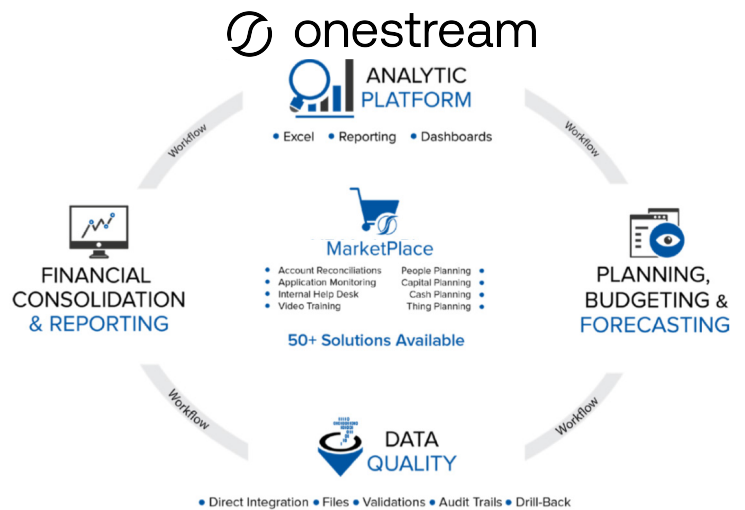 onestream
ANALYTIC
PLATFORM
• Excel • Reporting • Dashboards
Workflow
Workflow
MarketPlace
• Account Reconciliations
• Application Monitoring
• Internal Help Desk
• Video Training
People Planning •
Capital Planning •
Cash Planning •
Thing Planning •
50+ Solutions Available
FINANCIAL
CONSOLIDATION
& REPORTING
PLANNING,
BUDGETING &
FORECASTING
Workflow
Workflow
DATA
QUALITY
• Direct Integration • Files • Validations • Audit Trails • Drill-Back